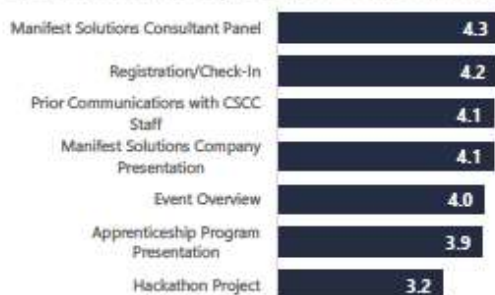 Manifest Solutions Consultant Panel 4.3
Registration/Check-In 4.2
Prior Communications with CSCC
Staff 4.1
Manifest Solutions Company
Presentation 4.1
Event Overview 4.0
Apprenticeship Program
Presentation 3.9
Hackathon Project 3.2